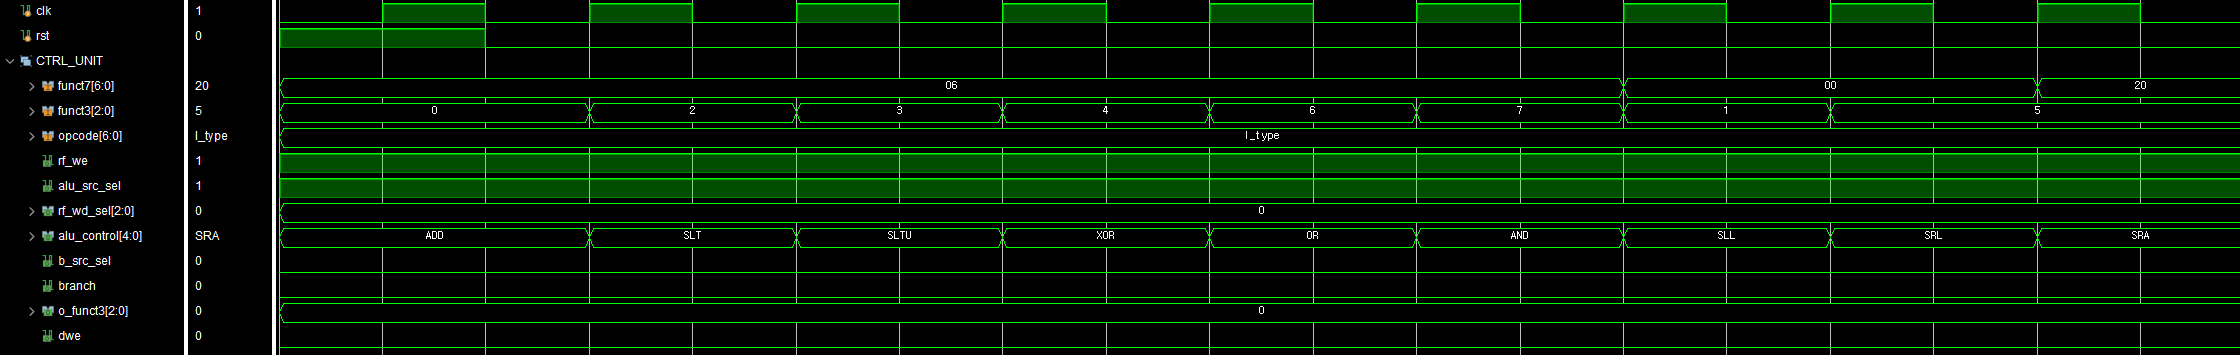 clk 1
rst 0
CTRL_UNIT
funct7[6:0] 20 06 00 20
funct3[2:0] 5 0 2 3 4 6 7 1 5
opcode[6:0] I_type I_type
rf_we 1
alu_src_sel 1
rf_wd_sel[2:0] 0 0
alu_control[4:0] SRA ADD SLT SLTU XOR OR AND SLL SRL SRA
b_src_sel 0
branch 0
o_funct3[2:0] 0 0
dwe 0